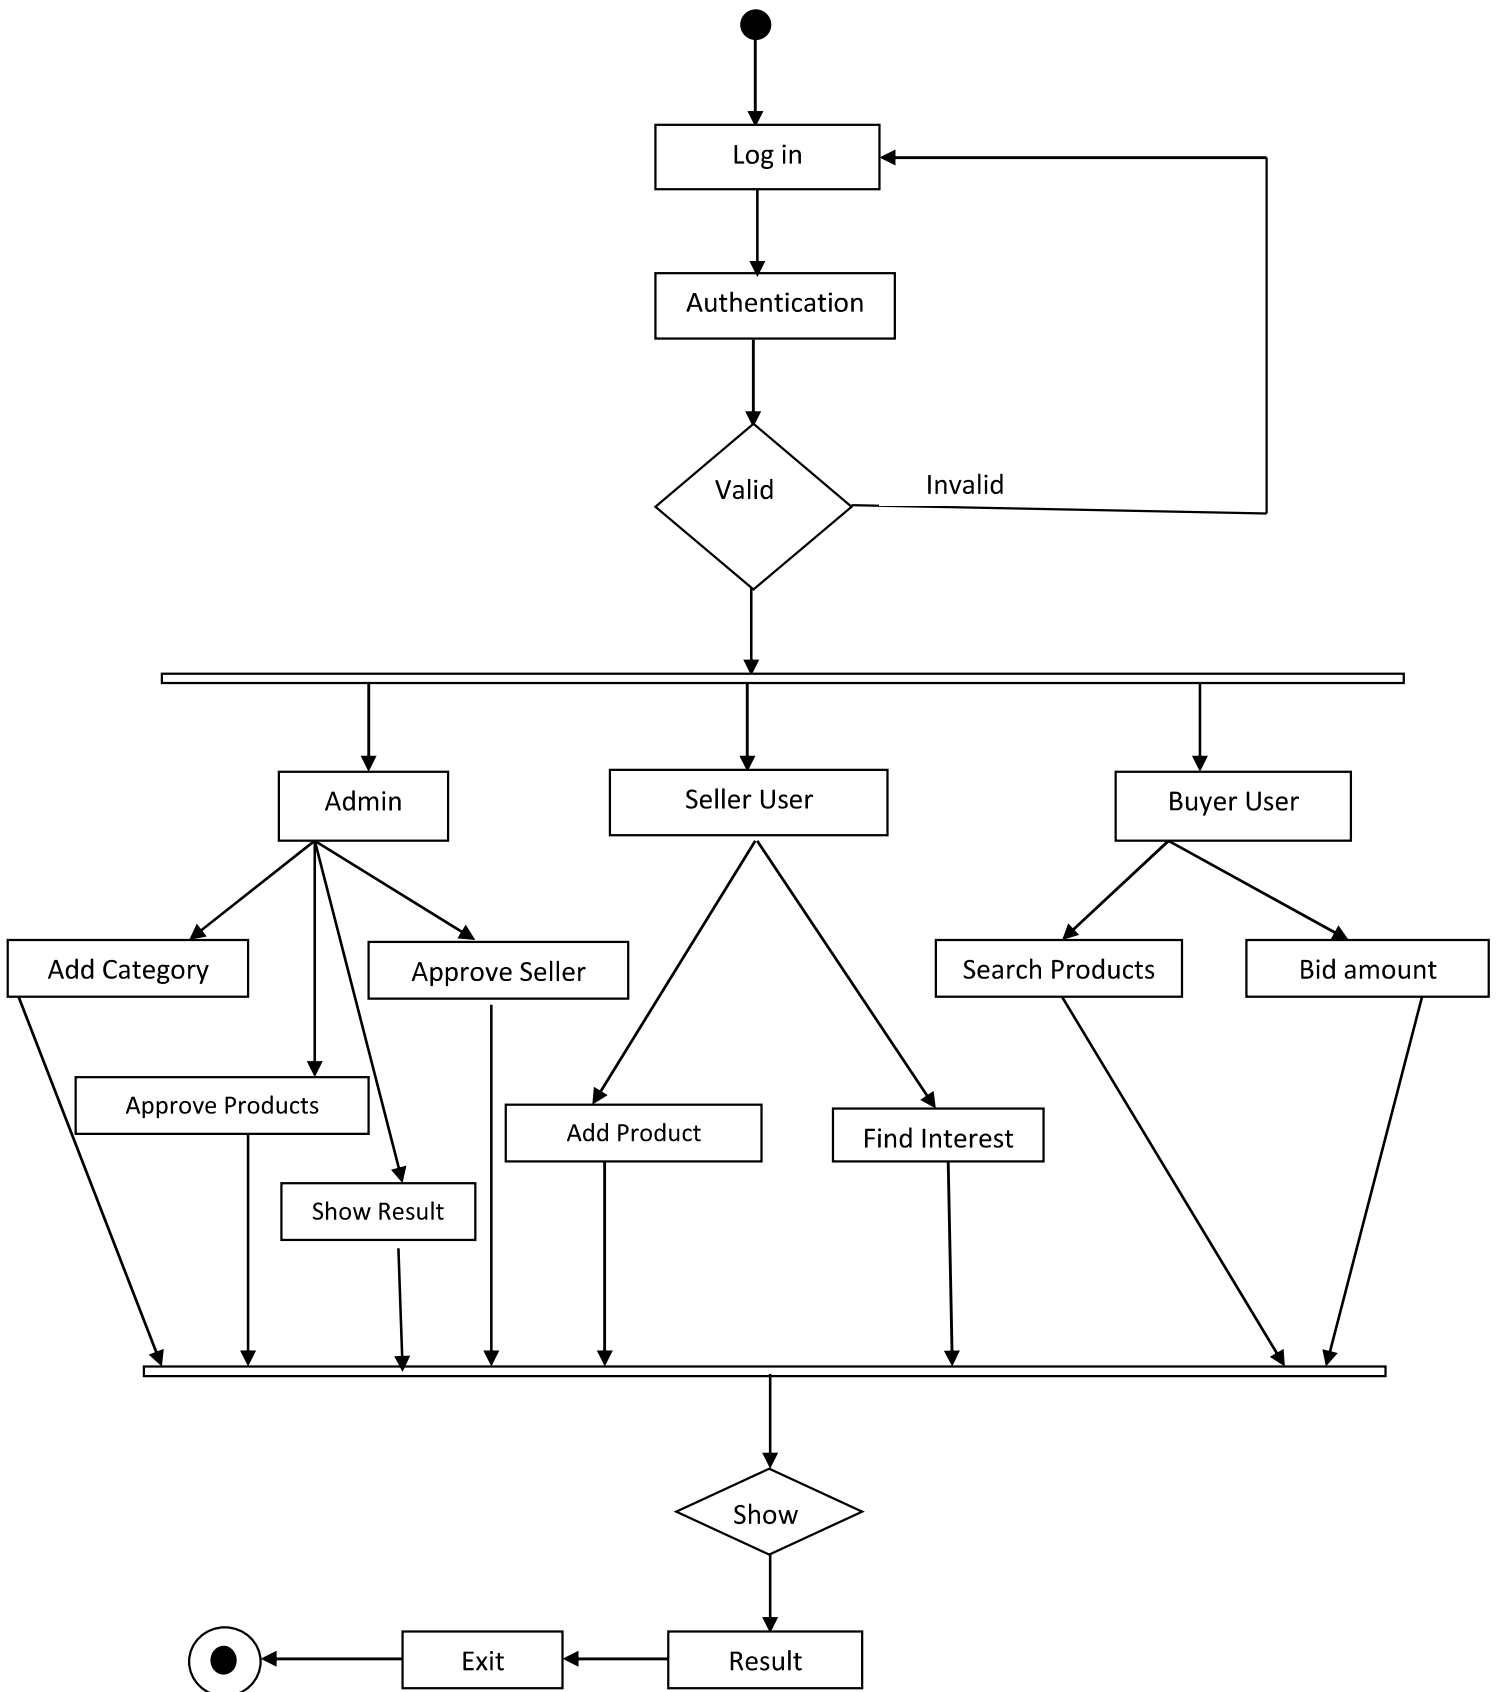 Log in
Authentication
Valid
Invalid
Admin
Seller User
Buyer User
Add Category
Approve Seller
Search Products
Bid amount
Approve Products
Add Product
Find Interest
Show Result
Show
Exit
Result